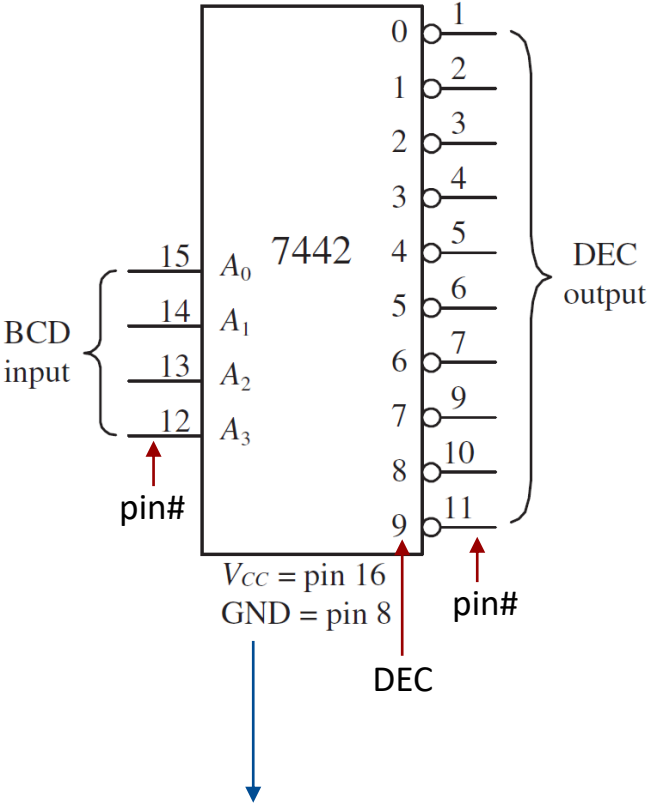 0 1
1 2
2 3
3 4
7442 4 5 DEC
output
15 A0
5 6
BCD
input
14 A1
6 7
13 A2
7 9
12 A3
8 10
pin#
9 11
VCC = pin 16
GND = pin 8
pin#
DEC